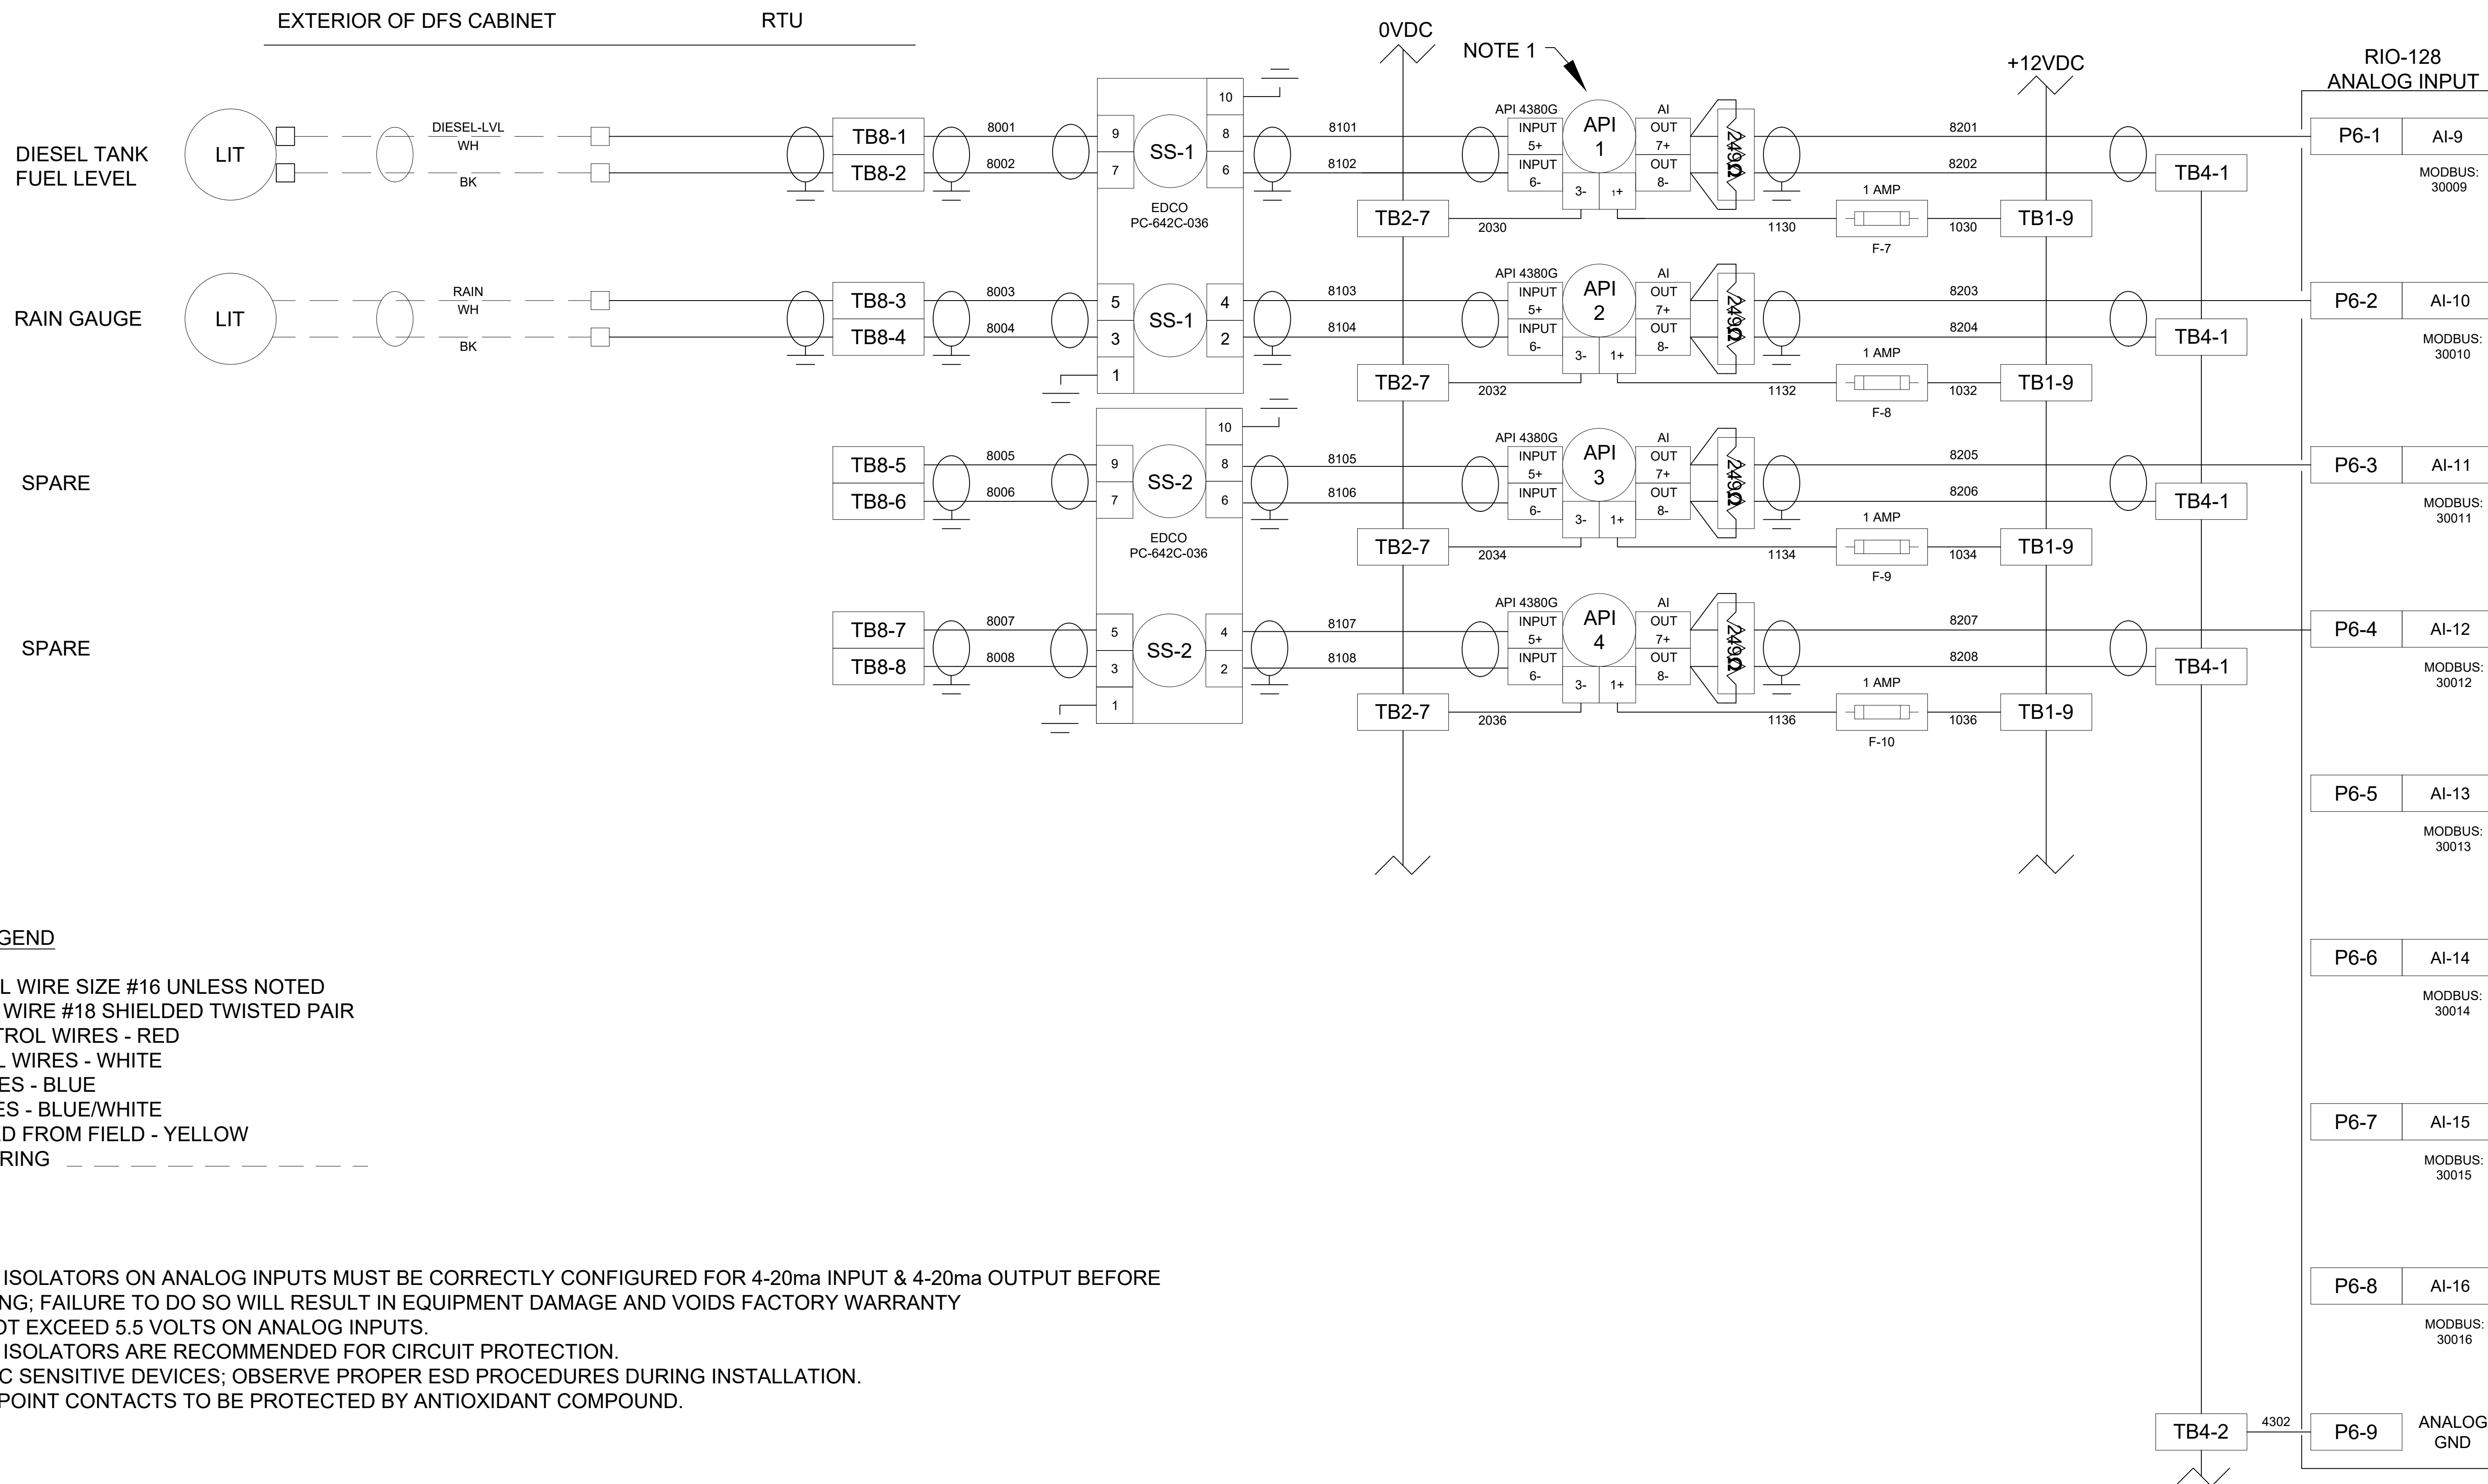 EXTERIOR OF DFS CABINET
RTU
0VDC
NOTE 1
+12VDC
RIO-128
ANALOG INPUT
DIESEL TANK
FUEL LEVEL
LIT
DIESEL-LVL
WH
BK
TB8-1
TB8-2
8001
8002
10
9
7
SS-1
8
6
EDCO
PC-642C-036
8101
8102
TB2-7
2030
API 4380G
INPUT
5+
INPUT
6-
API
1
3-
1+
AI
OUT
7+
OUT
8-
249Ω
1130
1 AMP
F-7
1030
TB1-9
8201
8202
TB4-1
P6-1
AI-9
MODBUS:
30009
RAIN GAUGE
LIT
RAIN
WH
BK
TB8-3
TB8-4
8003
8004
5
3
1
SS-1
4
2
8103
8104
TB2-7
2032
API 4380G
INPUT
5+
INPUT
6-
API
2
3-
1+
AI
OUT
7+
OUT
8-
249Ω
1132
1 AMP
F-8
1032
TB1-9
8203
8204
TB4-1
P6-2
AI-10
MODBUS:
30010
SPARE
TB8-5
TB8-6
8005
8006
10
9
7
SS-2
8
6
EDCO
PC-642C-036
8105
8106
TB2-7
2034
API 4380G
INPUT
5+
INPUT
6-
API
3
3-
1+
AI
OUT
7+
OUT
8-
249Ω
1134
1 AMP
F-9
1034
TB1-9
8205
8206
TB4-1
P6-3
AI-11
MODBUS:
30011
SPARE
TB8-7
TB8-8
8007
8008
5
3
1
SS-2
4
2
8107
8108
TB2-7
2036
API 4380G
INPUT
5+
INPUT
6-
API
4
3-
1+
AI
OUT
7+
OUT
8-
249Ω
1136
1 AMP
F-10
1036
TB1-9
8207
8208
TB4-1
P6-4
AI-12
MODBUS:
30012
P6-5
AI-13
MODBUS:
30013
P6-6
AI-14
MODBUS:
30014
P6-7
AI-15
MODBUS:
30015
P6-8
AI-16
MODBUS:
30016
TB4-2
4302
P6-9
ANALOG
GND
GEND
L WIRE SIZE #16 UNLESS NOTED
WIRE #18 SHIELDED TWISTED PAIR
TROL WIRES - RED
L WIRES - WHITE
ES - BLUE
ES - BLUE/WHITE
ED FROM FIELD - YELLOW
RING
ISOLATORS ON ANALOG INPUTS MUST BE CORRECTLY CONFIGURED FOR 4-20ma INPUT & 4-20ma OUTPUT BEFORE
NG; FAILURE TO DO SO WILL RESULT IN EQUIPMENT DAMAGE AND VOIDS FACTORY WARRANTY
OT EXCEED 5.5 VOLTS ON ANALOG INPUTS.
ISOLATORS ARE RECOMMENDED FOR CIRCUIT PROTECTION.
C SENSITIVE DEVICES; OBSERVE PROPER ESD PROCEDURES DURING INSTALLATION.
POINT CONTACTS TO BE PROTECTED BY ANTIOXIDANT COMPOUND.